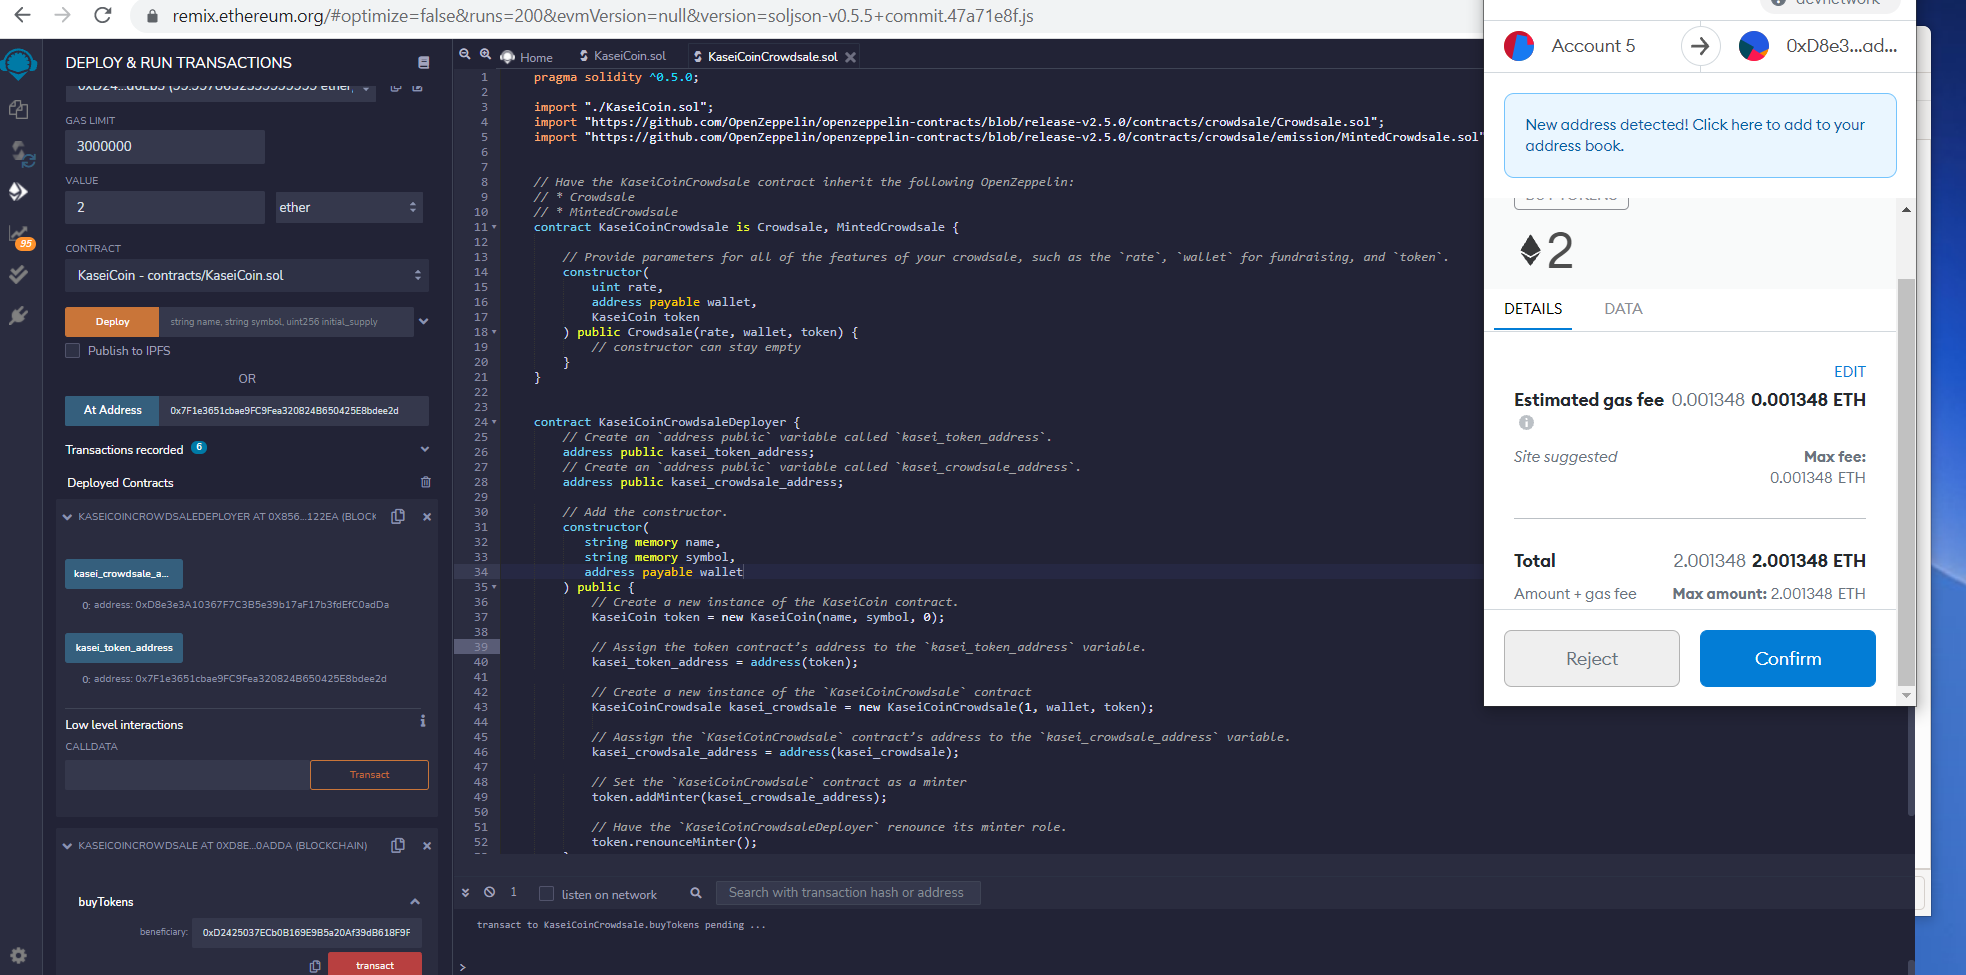 remix.ethereum.org/#optimize=false&runs=200&evmVersion=null&version=soljson-v0.5.5+commit.47a71e8f.js
DEPLOY & RUN TRANSACTIONS
GAS LIMIT
3000000
VALUE
2
ether
CONTRACT
KaseiCoin - contracts/KaseiCoin.sol
Deploy
string name, string symbol, uint256 initial_supply
Publish to IPFS
OR
At Address
0x7F1e3651cbae9FC9Fea320824B650425E8bdee2d
Transactions recorded 6
Deployed Contracts
KASEICOINCROWDSALEDEPLOYER AT 0X856...122EA (BLOCK
kasei_crowdsale_a...
0: address: 0xD8e3e3A10367F7C3B5e39b17aF17b3fdEfC0adDa
kasei_token_address
0: address: 0x7F1e3651cbae9FC9Fea320824B650425E8bdee2d
Low level interactions
CALLDATA
Transact
KASEICOINCROWDSALE AT 0XD8E...0ADDA (BLOCKCHAIN)
buyTokens
beneficiary:
0xD2425037ECb0B169E9B5a20Af39dB618F9F
transact
95
Home
KaseiCoin.sol
KaseiCoinCrowdsale.sol
1 pragma solidity ^0.5.0;
2
3 import "./KaseiCoin.sol";
4 import "https://github.com/OpenZeppelin/openzeppelin-contracts/blob/release-v2.5.0/contracts/crowdsale/Crowdsale.sol";
5 import "https://github.com/OpenZeppelin/openzeppelin-contracts/blob/release-v2.5.0/contracts/crowdsale/emission/MintedCrowdsale.sol"
6
7
8 // Have the KaseiCoinCrowdsale contract inherit the following OpenZeppelin:
9 // * Crowdsale
10 // * MintedCrowdsale
11 contract KaseiCoinCrowdsale is Crowdsale, MintedCrowdsale {
12
13 // Provide parameters for all of the features of your crowdsale, such as the `rate`, `wallet` for fundraising, and `token`.
14 constructor(
15 uint rate,
16 address payable wallet,
17 KaseiCoin token
18 ) public Crowdsale(rate, wallet, token) {
19 // constructor can stay empty
20 }
21 }
22
23
24 contract KaseiCoinCrowdsaleDeployer {
25 // Create an `address public` variable called `kasei_token_address`.
26 address public kasei_token_address;
27 // Create an `address public` variable called `kasei_crowdsale_address`.
28 address public kasei_crowdsale_address;
29
30 // Add the constructor.
31 constructor(
32 string memory name,
33 string memory symbol,
34 address payable wallet
35 ) public {
36 // Create a new instance of the KaseiCoin contract.
37 KaseiCoin token = new KaseiCoin(name, symbol, 0);
38
39 // Assign the token contract’s address to the `kasei_token_address` variable.
40 kasei_token_address = address(token);
41
42 // Create a new instance of the `KaseiCoinCrowdsale` contract
43 KaseiCoinCrowdsale kasei_crowdsale = new KaseiCoinCrowdsale(1, wallet, token);
44
45 // Aassign the `KaseiCoinCrowdsale` contract’s address to the `kasei_crowdsale_address` variable.
46 kasei_crowdsale_address = address(kasei_crowdsale);
47
48 // Set the `KaseiCoinCrowdsale` contract as a minter
49 token.addMinter(kasei_crowdsale_address);
50
51 // Have the `KaseiCoinCrowdsaleDeployer` renounce its minter role.
52 token.renounceMinter();
1
listen on network
Search with transaction hash or address
transact to KaseiCoinCrowdsale.buyTokens pending ...
>
Account 5
0xD8e3...ad...
New address detected! Click here to add to your
address book.
2
DETAILS
DATA
EDIT
Estimated gas fee 0.001348 0.001348 ETH
Site suggested
Max fee:
0.001348 ETH
Total 2.001348 2.001348 ETH
Amount + gas fee Max amount: 2.001348 ETH
Reject
Confirm